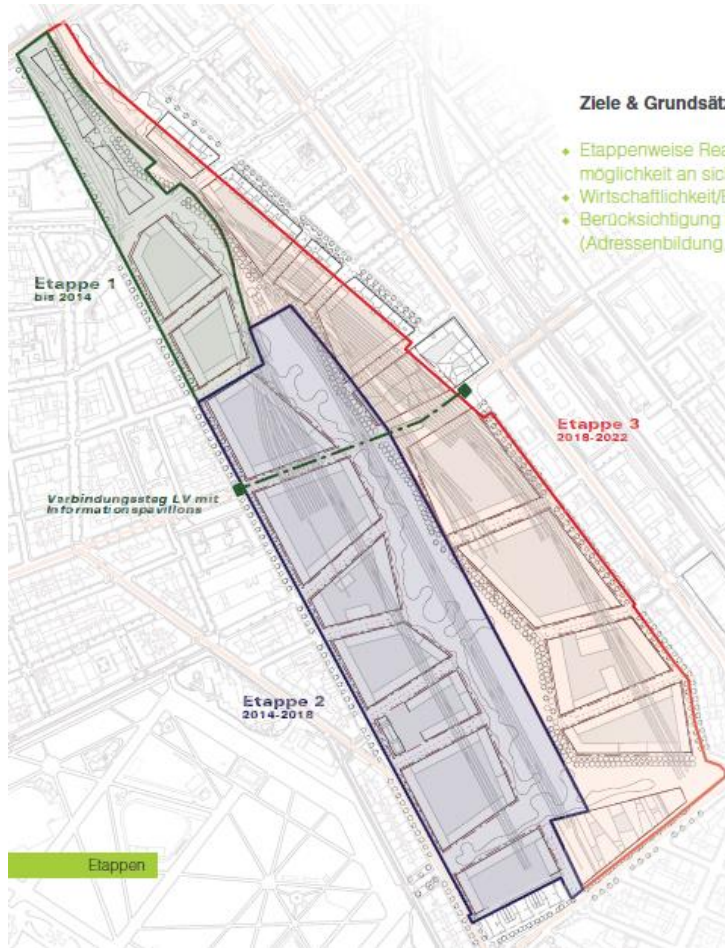 Ziele & Grundsät
Etappenweise Rea
möglichkeit an sic
Wirtschaftlichkeit/
Berücksichtigung
(Adressenbildung
Etappe 1
bis 2014
Etappe 3
2018-2022
Verbindungssteg LV mit
Informationspavillons
Etappe 2
2014-2018
Etappen